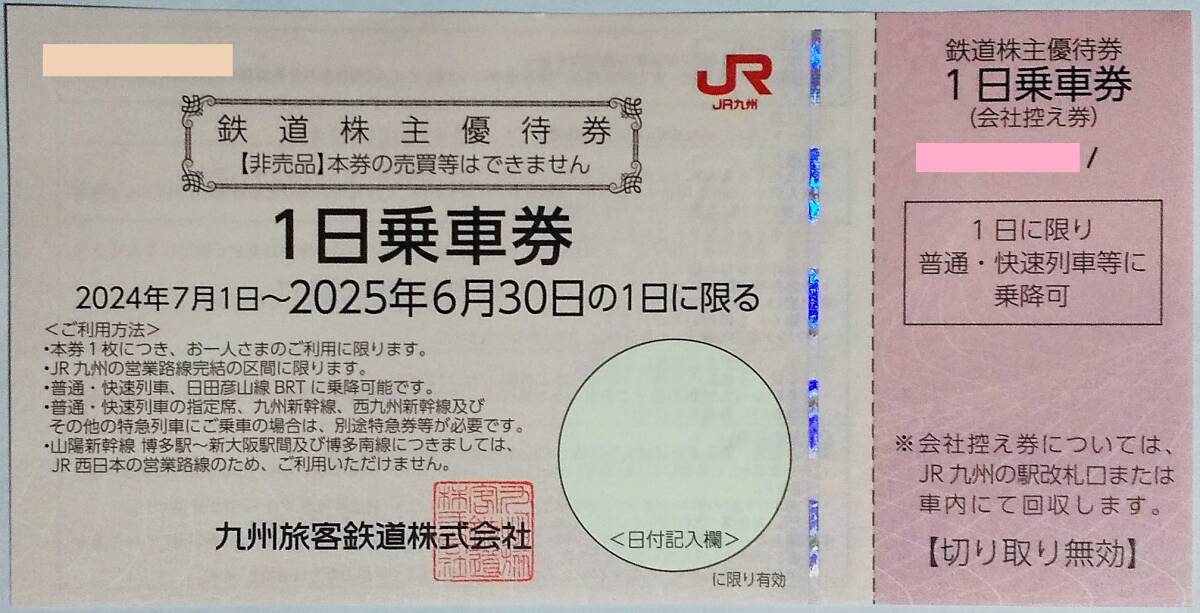 JR
JR九州
鉄道株主優待券
【非売品】本券の売買等はできません
1日乗車券
2024年7月1日～2025年6月30日の1日に限る
＜ご利用方法＞
・本券1枚につき、お一人さまのご利用に限ります。
・JR九州の営業路線完結の区間に限ります。
・普通・快速列車、日田彦山線BRTに乗降可能です。
・普通・快速列車の指定席、九州新幹線、西九州新幹線及び
その他の特急列車にご乗車の場合は、別途特急券等が必要です。
・山陽新幹線 博多駅～新大阪駅間及び博多南線につきましては、
JR西日本の営業路線のため、ご利用いただけません。
九州旅客鉄道株式会社
＜日付記入欄＞
に限り有効
鉄道株主優待券
1日乗車券
(会社控え券)
/
1日に限り
普通・快速列車等に
乗降可
※会社控え券については、
JR九州の駅改札口または
車内にて回収します。
【切り取り無効】